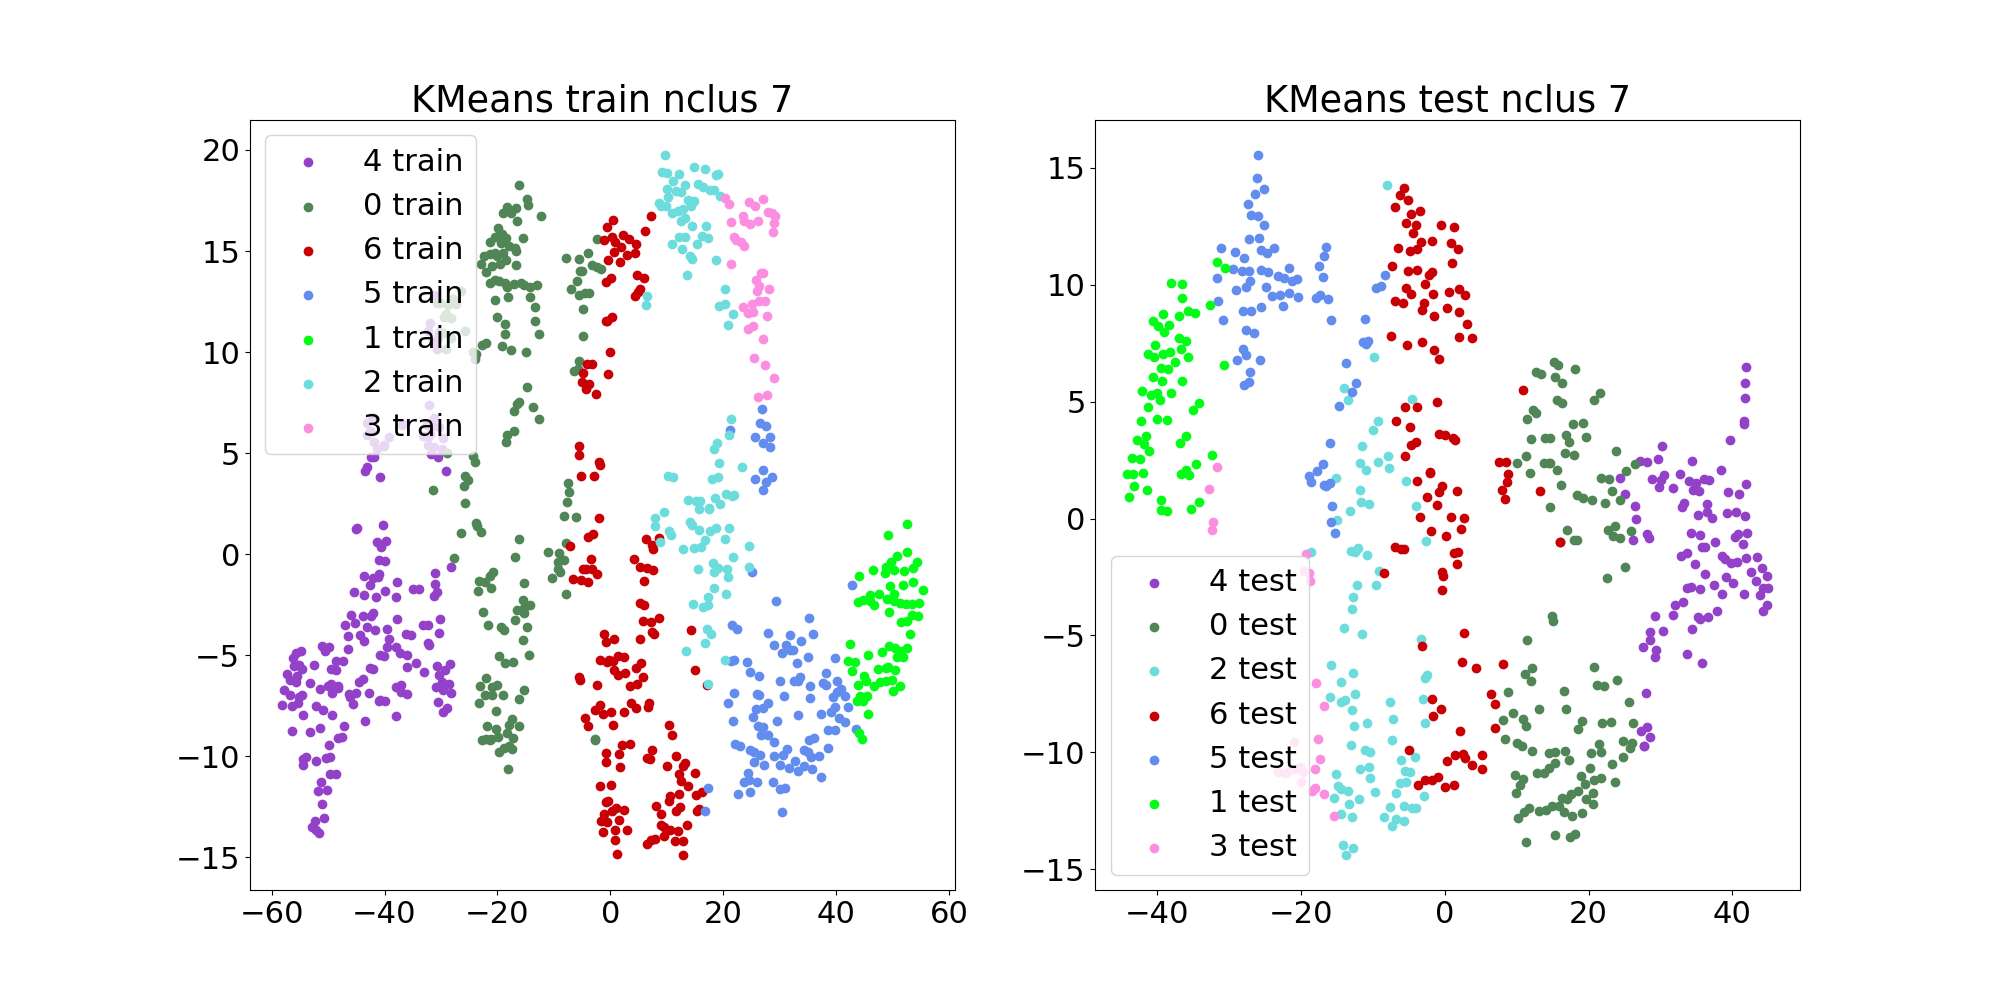 KMeans train nclus 7
20
15
10
5
0
−5
−10
−15
−60 −40 −20 0 20 40 60
4 train
0 train
6 train
5 train
1 train
2 train
3 train
KMeans test nclus 7
15
10
5
0
−5
−10
−15
−40 −20 0 20 40
4 test
0 test
2 test
6 test
5 test
1 test
3 test